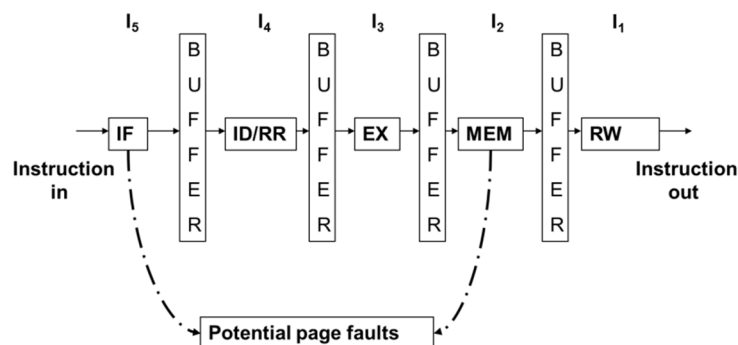 I5 I4 I3 I2 I1
B U F F E R
B U F F E R
B U F F E R
B U F F E R
IF ID/RR EX MEM RW
Instruction
in
Instruction
out
Potential page faults